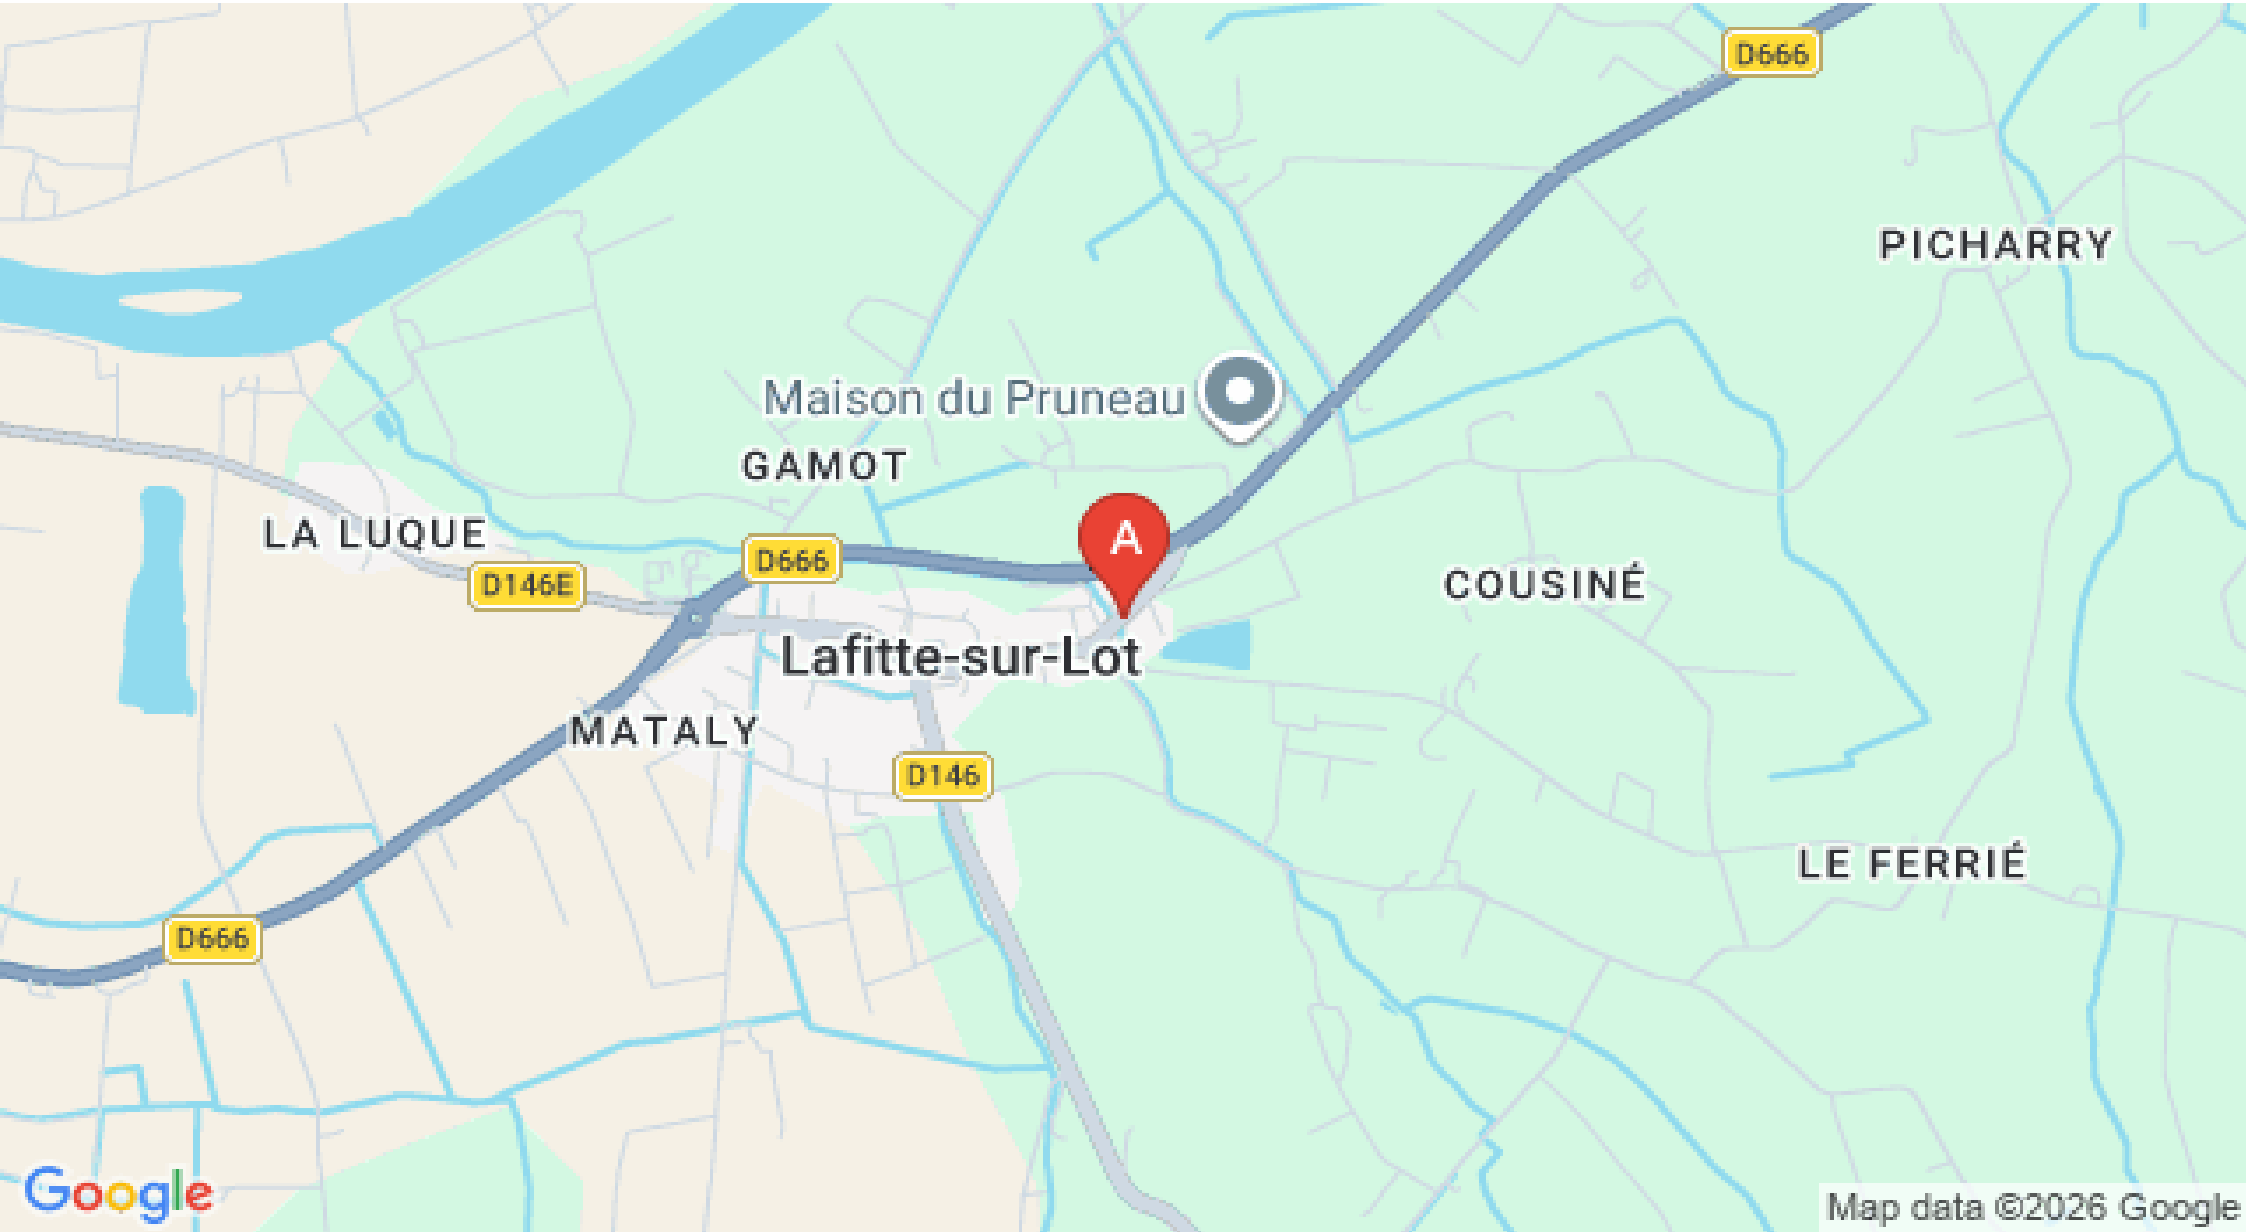 D666
PICHARRY
Maison du Pruneau
GAMOT
LA LUQUE
A
D666
D146E
COUSINÉ
Lafitte-sur-Lot
MATALY
D146
LE FERRIÉ
D666
Google
Map data ©2026 Google